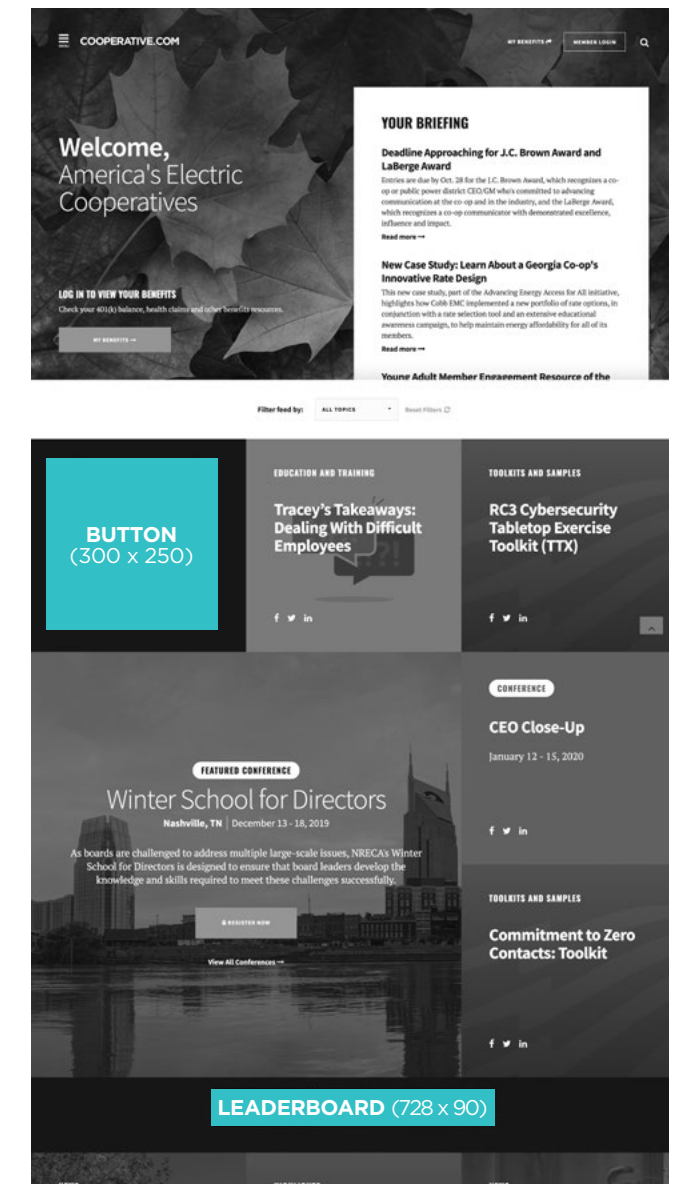 MENU
COOPERATIVE.COM
MY BENEFITS
MEMBER LOGIN
Welcome,
America's Electric
Cooperatives
LOG IN TO VIEW YOUR BENEFITS
Check your 401(k) balance, health claims and other benefits resources.
MY BENEFITS →
YOUR BRIEFING
Deadline Approaching for J.C. Brown Award and
LaBerge Award
Entries are due by Oct. 28 for the J.C. Brown Award, which recognizes a co-
op or public power district CEO/GM who's committed to advancing
communication at the co-op and in the industry, and the LaBerge Award,
which recognizes a co-op communicator with demonstrated excellence,
influence and impact.
Read more →
New Case Study: Learn About a Georgia Co-op's
Innovative Rate Design
This new case study, part of the Advancing Energy Access for All initiative,
highlights how Cobb EMC implemented a new portfolio of rate options, in
conjunction with a rate selection tool and an extensive educational
awareness campaign, to help maintain energy affordability for all of its
members.
Read more →
Young Adult Member Engagement Resource of the
Filter feed by:
ALL TOPICS
Reset Filters
BUTTON
(300 x 250)
EDUCATION AND TRAINING
Tracey's Takeaways:
Dealing With Difficult
Employees
?!
f in
TOOLKITS AND SAMPLES
RC3 Cybersecurity
Tabletop Exercise
Toolkit (TTX)
f in
FEATURED CONFERENCE
Winter School for Directors
Nashville, TN | December 13 - 18, 2019
As boards are challenged to address multiple large-scale issues, NRECA's Winter
School for Directors is designed to ensure that board leaders develop the
knowledge and skills required to meet these challenges successfully.
REGISTER NOW
View All Conferences →
CONFERENCE
CEO Close-Up
January 12 - 15, 2020
f in
TOOLKITS AND SAMPLES
Commitment to Zero
Contacts: Toolkit
f in
LEADERBOARD (728 x 90)